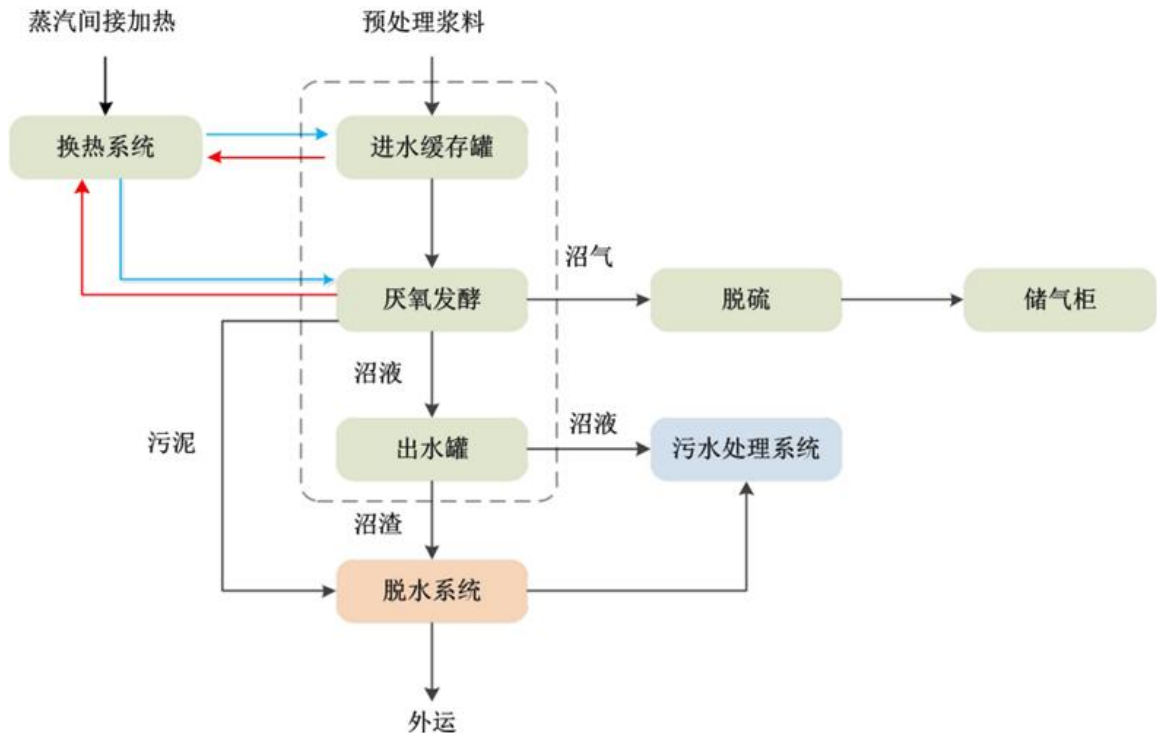 蒸汽间接加热
预处理浆料
换热系统
进水缓存罐
沼气
厌氧发酵
脱硫
储气柜
沼液
沼液
污泥
出水罐
污水处理系统
沼渣
脱水系统
外运